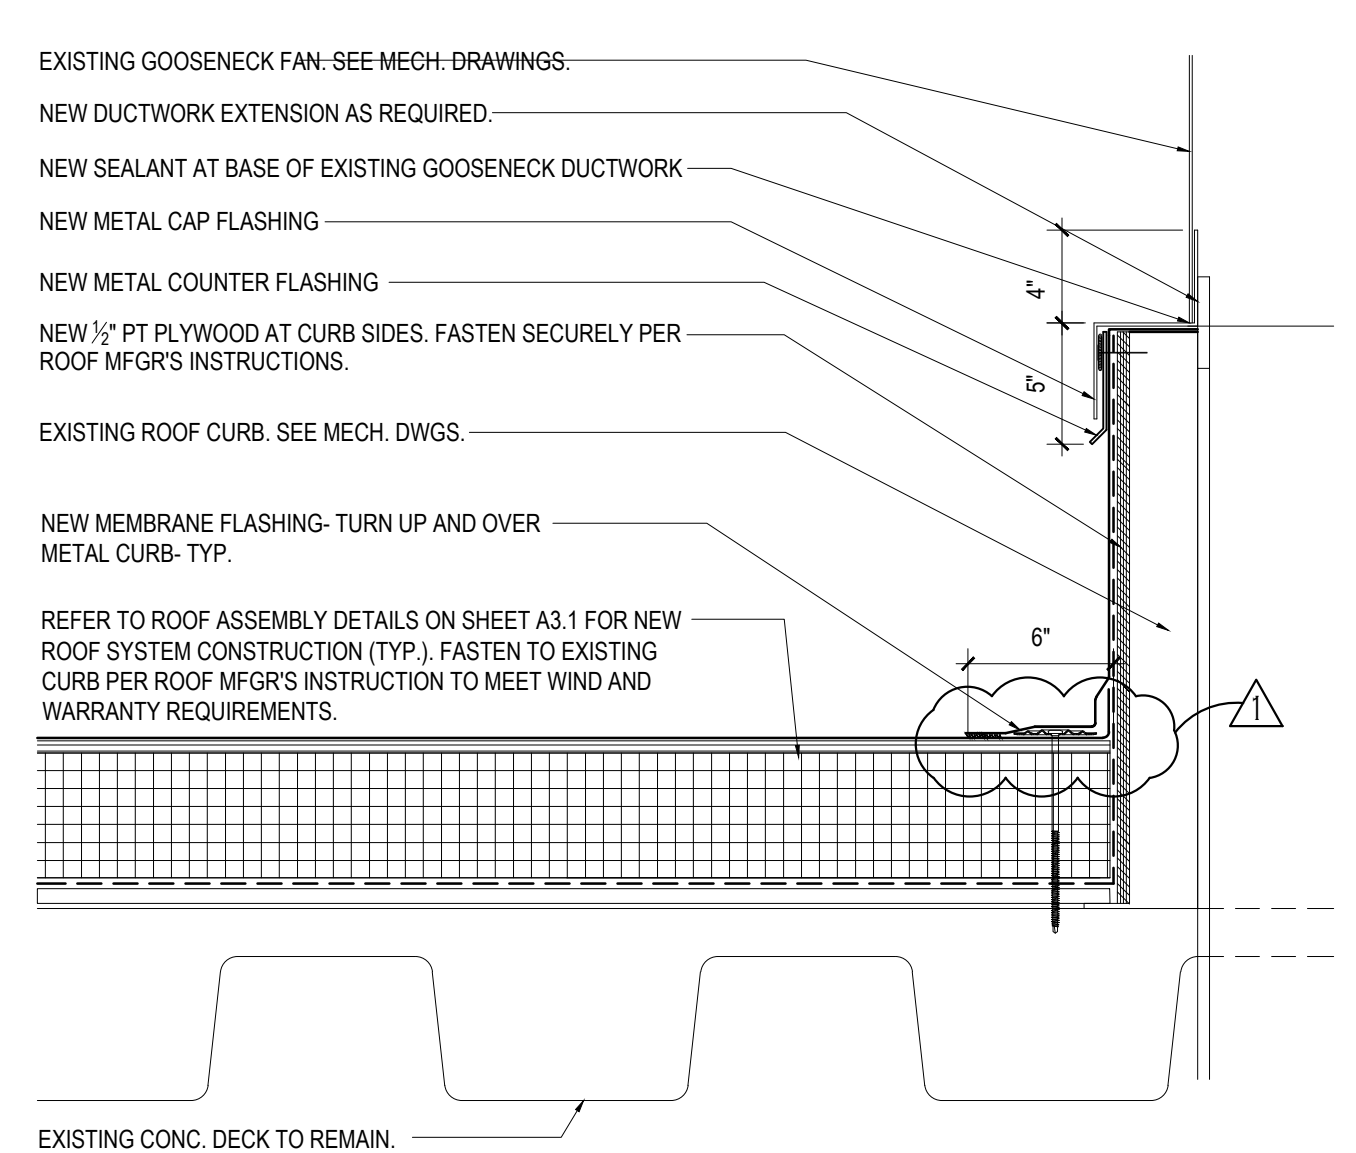 EXISTING GOOSENECK FAN. SEE MECH. DRAWINGS.
NEW DUCTWORK EXTENSION AS REQUIRED.
NEW SEALANT AT BASE OF EXISTING GOOSENECK DUCTWORK
NEW METAL CAP FLASHING
NEW METAL COUNTER FLASHING
NEW ½" PT PLYWOOD AT CURB SIDES. FASTEN SECURELY PER
ROOF MFGR'S INSTRUCTIONS.
EXISTING ROOF CURB. SEE MECH. DWGS.
NEW MEMBRANE FLASHING- TURN UP AND OVER
METAL CURB- TYP.
REFER TO ROOF ASSEMBLY DETAILS ON SHEET A3.1 FOR NEW
ROOF SYSTEM CONSTRUCTION (TYP.). FASTEN TO EXISTING
CURB PER ROOF MFGR'S INSTRUCTION TO MEET WIND AND
WARRANTY REQUIREMENTS.
EXISTING CONC. DECK TO REMAIN.
4"
5"
6"
1